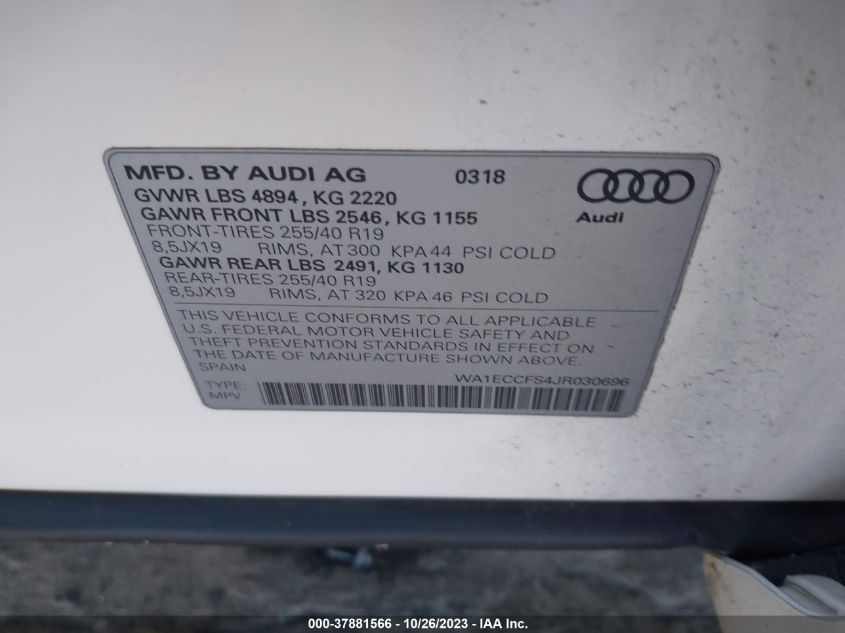 MFD. BY AUDI AG 0318
GVWR LBS 4894, KG 2220
GAWR FRONT LBS 2546, KG 1155
Audi
FRONT-TIRES 255/40 R19
8,5JX19 RIMS, AT 300 KPA 44 PSI COLD
GAWR REAR LBS 2491, KG 1130
REAR-TIRES 255/40 R19
8,5JX19 RIMS, AT 320 KPA 46 PSI COLD
THIS VEHICLE CONFORMS TO ALL APPLICABLE
U.S. FEDERAL MOTOR VEHICLE SAFETY AND
THEFT PREVENTION STANDARDS IN EFFECT ON
THE DATE OF MANUFACTURE SHOWN ABOVE.
SPAIN
WA1ECCFS4JR030696
TYPE:
MPV
000-37881566 - 10/26/2023 - IAA Inc.